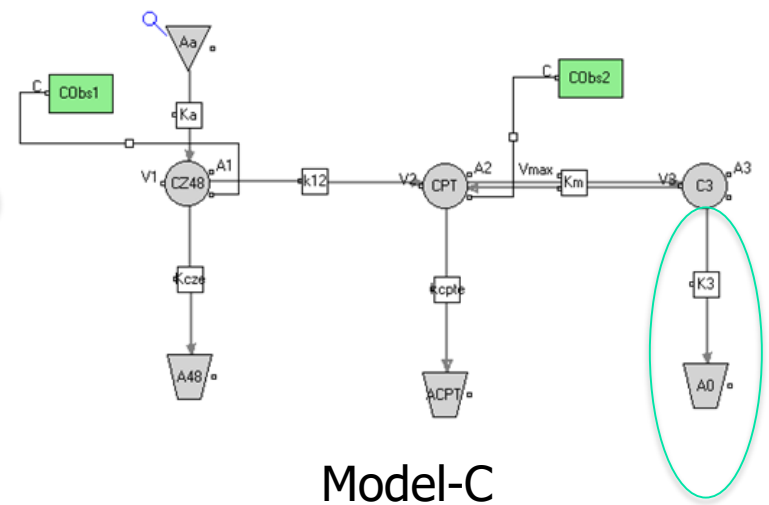 Aa
C
CObs1
C
CObs2
Ka
V1
CZ48
A1
k12
V2
CPT
A2
Vmax
Km
V3
C3
A3
Kcze
kcpte
K3
A48
ACPT
A0
Model-C